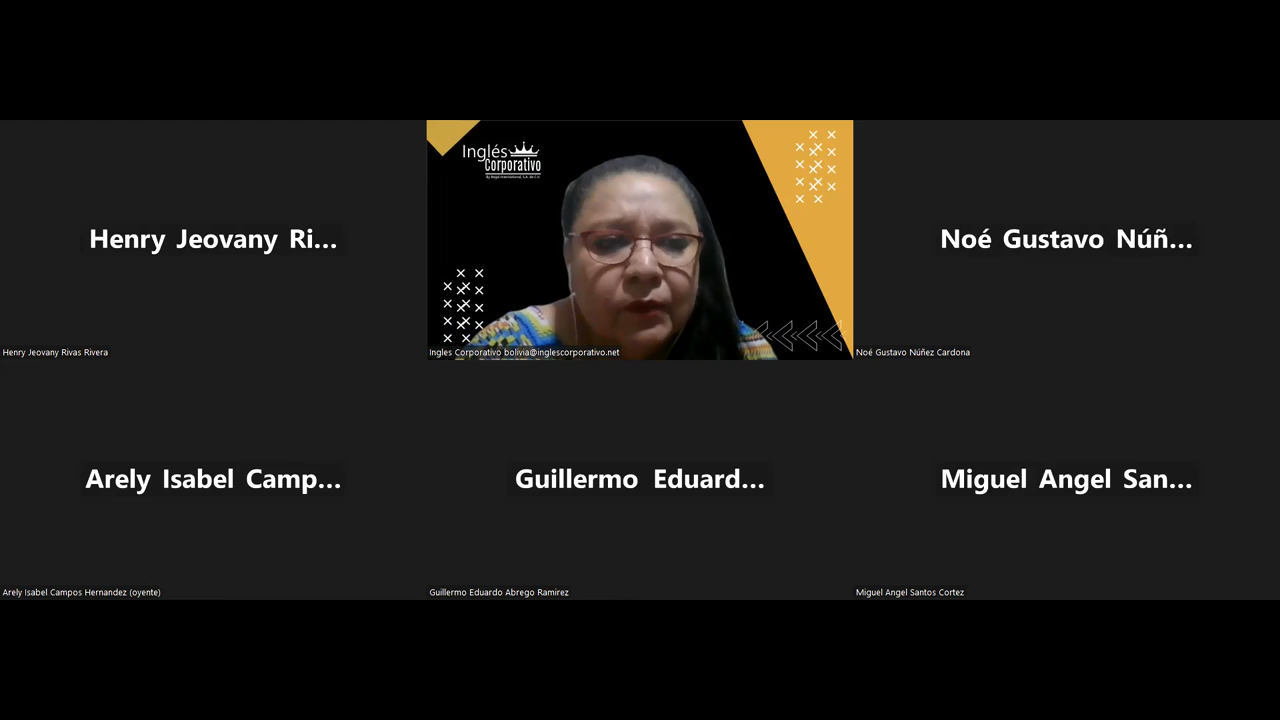 Henry Jeovany Ri...
Henry Jeovany Rivas Rivera
Inglés
Corporativo
Ingles Corporativo bolivia@inglescorporativo.net
Noé Gustavo Núñ...
Noé Gustavo Núñez Cardona
Arely Isabel Camp...
Arely Isabel Campos Hernandez (oyente)
Guillermo Eduard...
Guillermo Eduardo Abrego Ramirez
Miguel Angel San...
Miguel Angel Santos Cortez